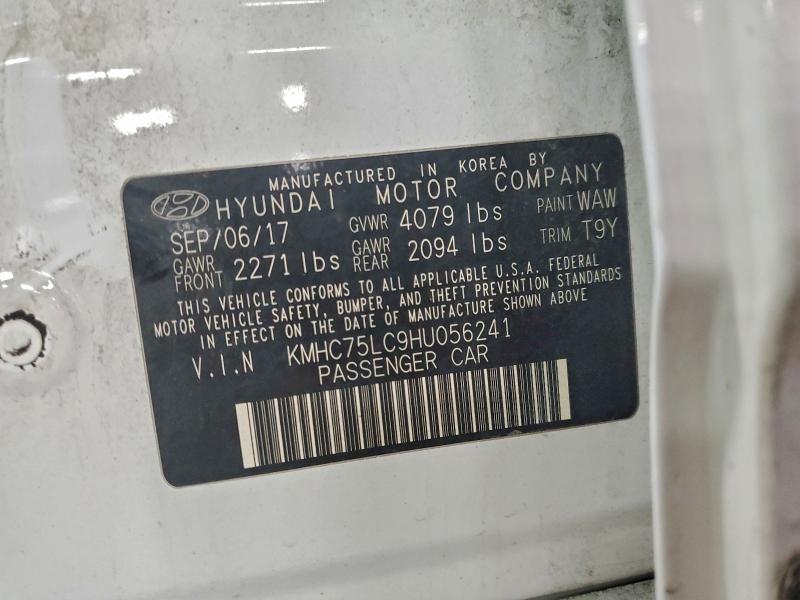 MANUFACTURED IN KOREA BY
HYUNDAI MOTOR COMPANY
SEP/06/17 GVWR 4079 lbs PAINT WAW
GAWR FRONT 2271 lbs GAWR REAR 2094 lbs TRIM T9Y
THIS VEHICLE CONFORMS TO ALL APPLICABLE U.S.A. FEDERAL
MOTOR VEHICLE SAFETY, BUMPER, AND THEFT PREVENTION STANDARDS
IN EFFECT ON THE DATE OF MANUFACTURE SHOWN ABOVE
V.I.N KMHC75LC9HU056241
PASSENGER CAR